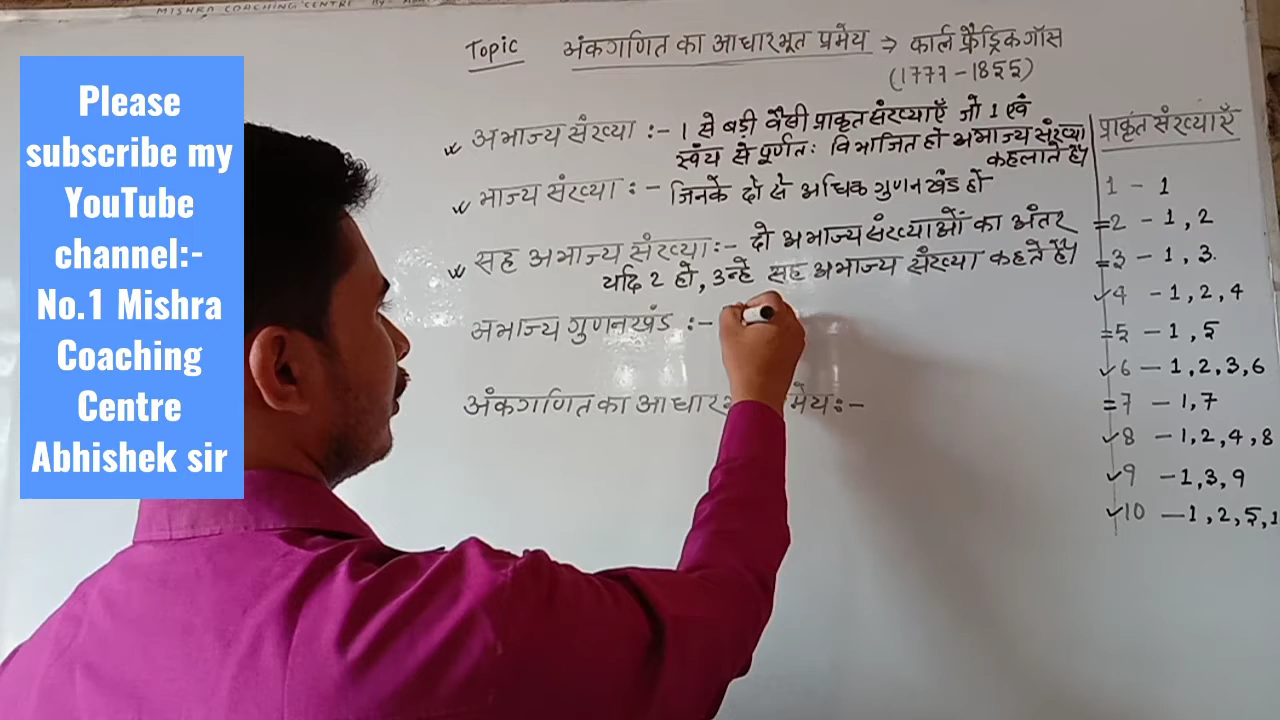 MISHRA COACHING CENTRE
Please
subscribe my
YouTube
channel:-
No.1 Mishra
Coaching
Centre
Abhishek sir
Topic अंकगणित का आधारभूत प्रमेय ⇒ कार्ल फ्रेड्रिक गॉस
(1777-1855)
अभाज्य संख्या :- 1 से बड़ी वैसी प्राकृत संख्याएँ जो 1 एवं
स्वंय से पूर्णतः विभाजित हो अभाज्य संख्या
कहलाते है।
भाज्य संख्या :- जिनके दो से अधिक गुणनखंड हो
सह अभाज्य संख्या:- दो अभाज्य संख्याओं का अंतर
यदि 2 हो, उन्हे सह अभाज्य संख्या कहते हैं।
अभाज्य गुणनखंड :-
अंकगणित का आधार मेय:-
प्राकृत संख्याएँ
1 - 1
=2 - 1, 2
=3 - 1, 3.
✓4 - 1, 2, 4
=5 - 1, 5
✓6 - 1, 2, 3, 6
=7 - 1, 7
✓8 - 1, 2, 4, 8
✓9 - 1, 3, 9
✓10 - 1, 2, 5, 1